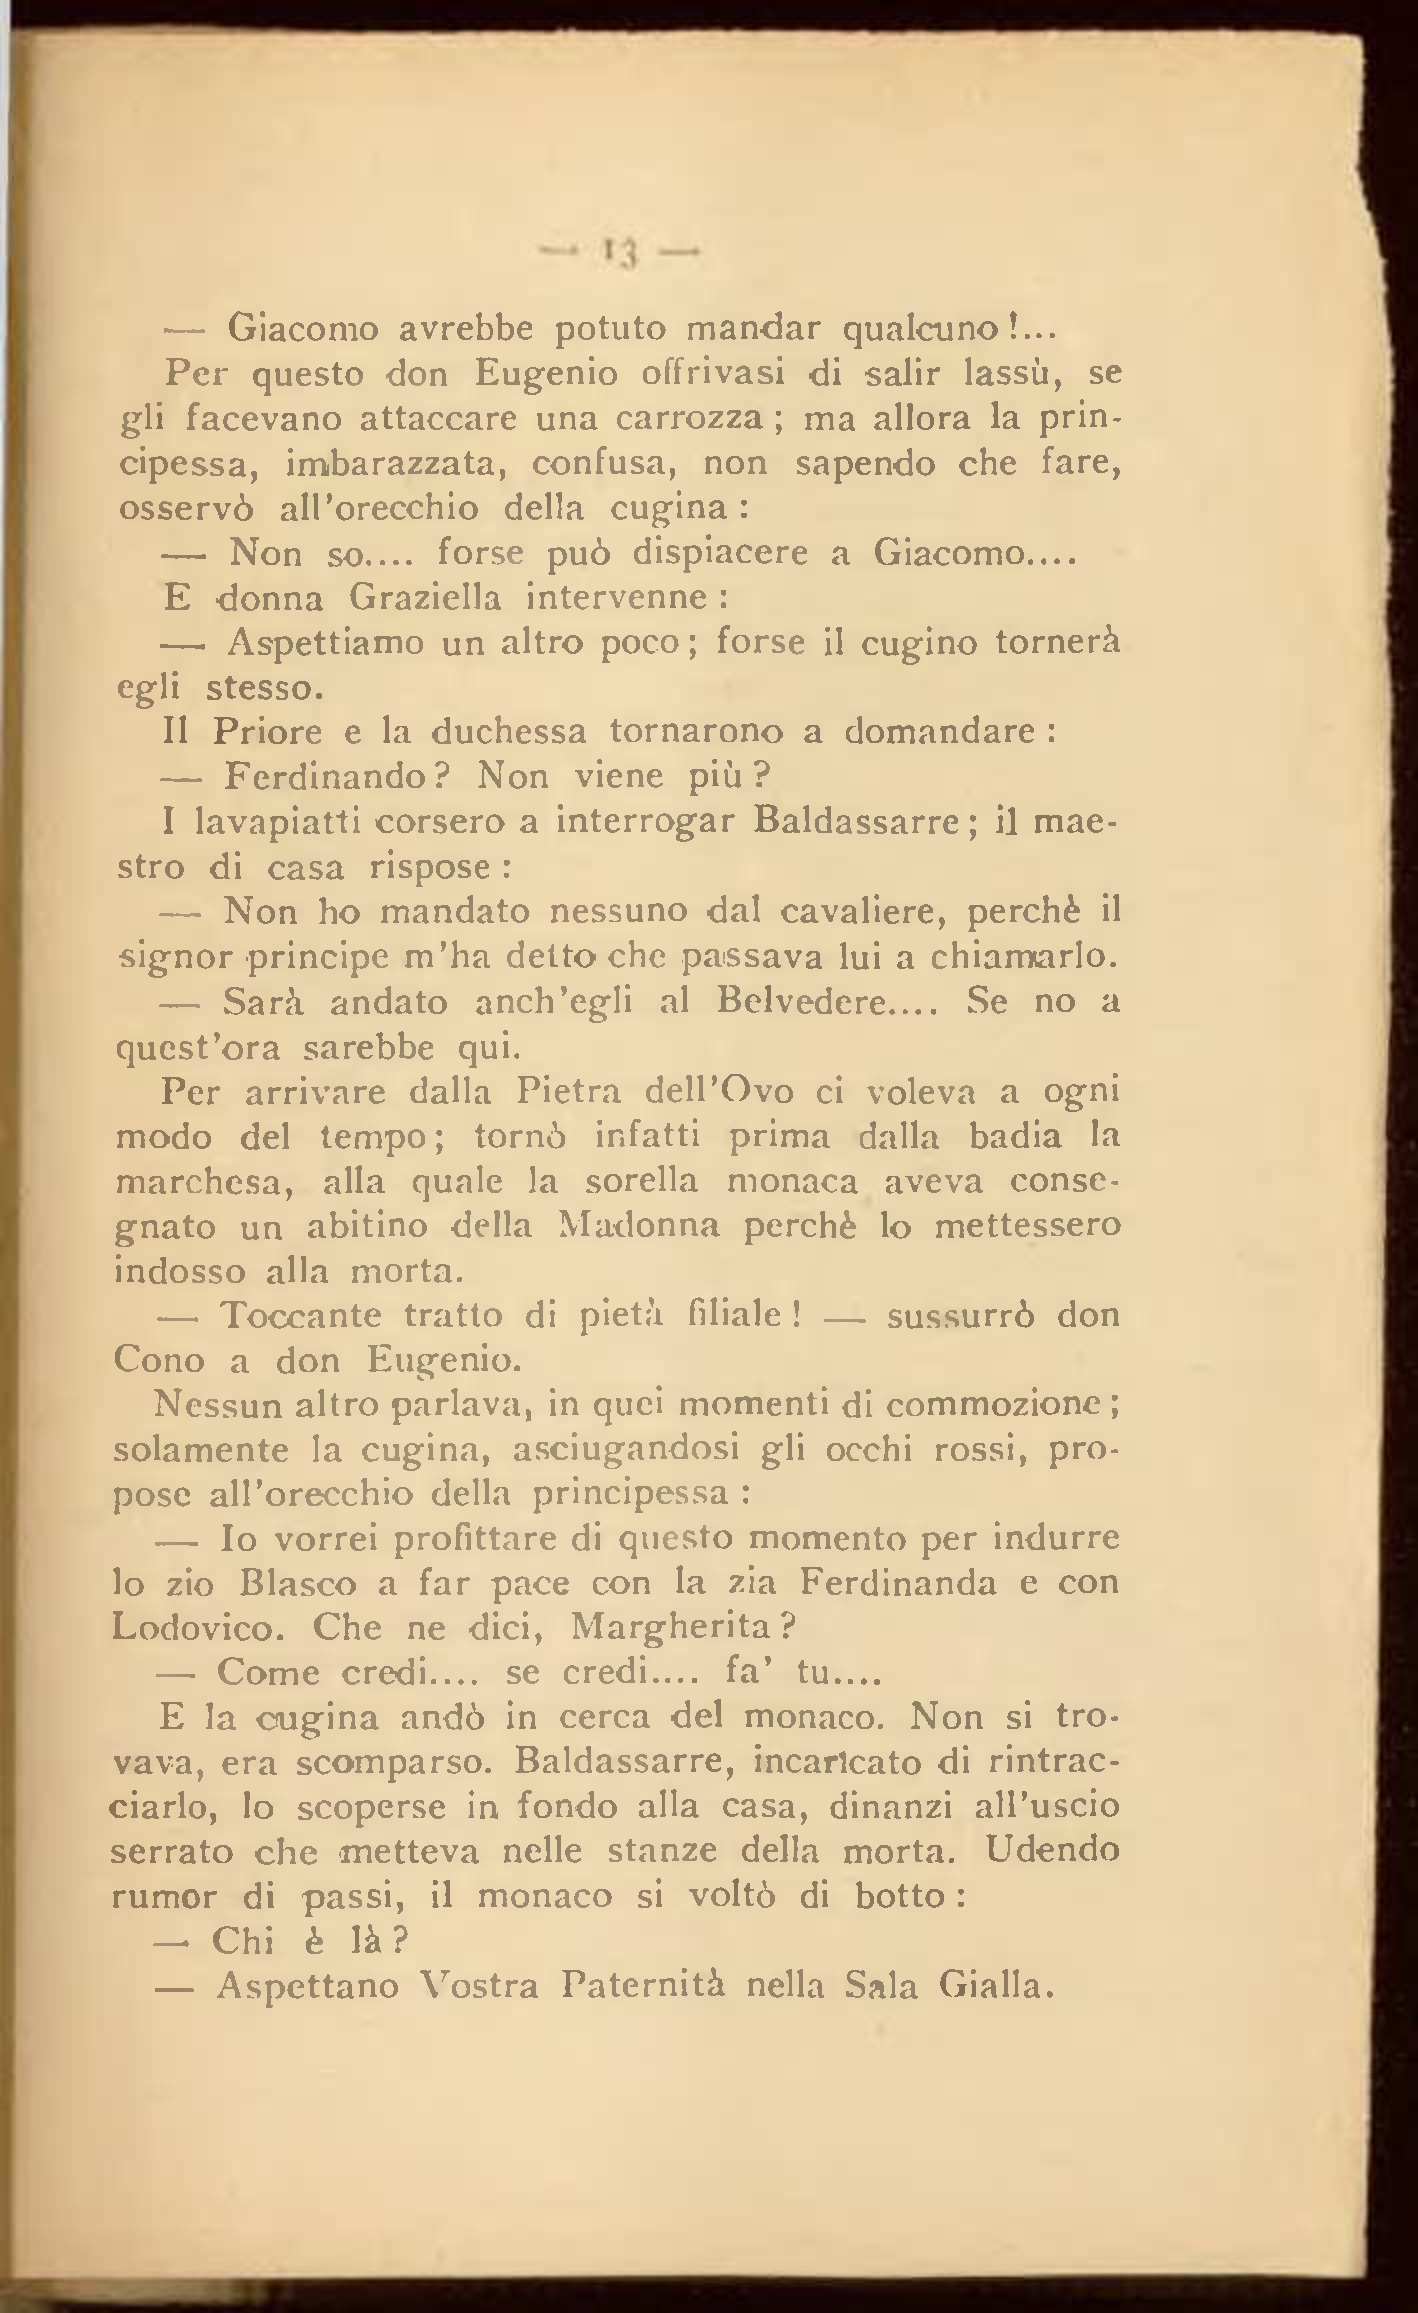 — 13 —
— Giacomo avrebbe potuto mandar qualcuno !...
Per questo don Eugenio offrivasi di salir lassù, se
gli facevano attaccare una carrozza ; ma allora la prin-
cipessa, imbarazzata, confusa, non sapendo che fare,
osservò all'orecchio della cugina :
— Non so.... forse può dispiacere a Giacomo....
E donna Graziella intervenne :
— Aspettiamo un altro poco ; forse il cugino tornerà
egli stesso.
Il Priore e la duchessa tornarono a domandare :
— Ferdinando ? Non viene più ?
I lavapiatti corsero a interrogar Baldassarre ; il mae-
stro di casa rispose :
— Non ho mandato nessuno dal cavaliere, perchè il
signor principe m'ha detto che passava lui a chiamarlo.
— Sarà andato anch'egli al Belvedere.... Se no a
quest'ora sarebbe qui.
Per arrivare dalla Pietra dell'Ovo ci voleva a ogni
modo del tempo ; tornò infatti prima dalla badia la
marchesa, alla quale la sorella monaca aveva conse-
gnato un abitino della Madonna perchè lo mettessero
indosso alla morta.
— Toccante tratto di pietà filiale ! — sussurrò don
Cono a don Eugenio.
Nessun altro parlava, in quei momenti di commozione ;
solamente la cugina, asciugandosi gli occhi rossi, pro-
pose all'orecchio della principessa :
— Io vorrei profittare di questo momento per indurre
lo zio Blasco a far pace con la zia Ferdinanda e con
Lodovico. Che ne dici, Margherita ?
— Come credi.... se credi.... fa' tu....
E la cugina andò in cerca del monaco. Non si tro-
vava, era scomparso. Baldassarre, incaricato di rintrac-
ciarlo, lo scoperse in fondo alla casa, dinanzi all'uscio
serrato che metteva nelle stanze della morta. Udendo
rumor di passi, il monaco si voltò di botto :
— Chi è là ?
— Aspettano Vostra Paternità nella Sala Gialla.